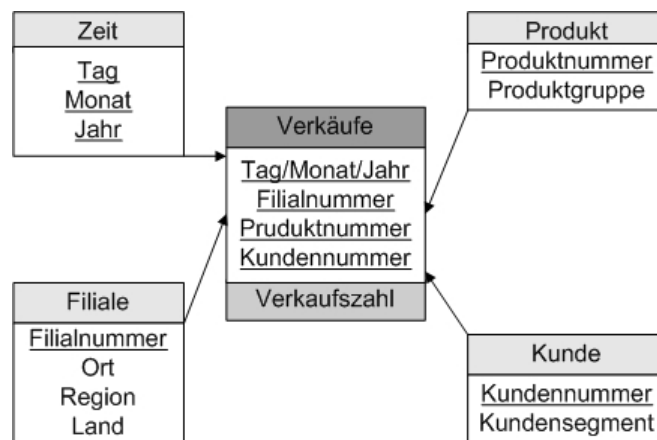 Zeit
Tag
Monat
Jahr
Produkt
Produktnummer
Produktgruppe
Verkäufe
Tag/Monat/Jahr
Filialnummer
Pruduktnummer
Kundennummer
Verkaufszahl
Filiale
Filialnummer
Ort
Region
Land
Kunde
Kundennummer
Kundensegment